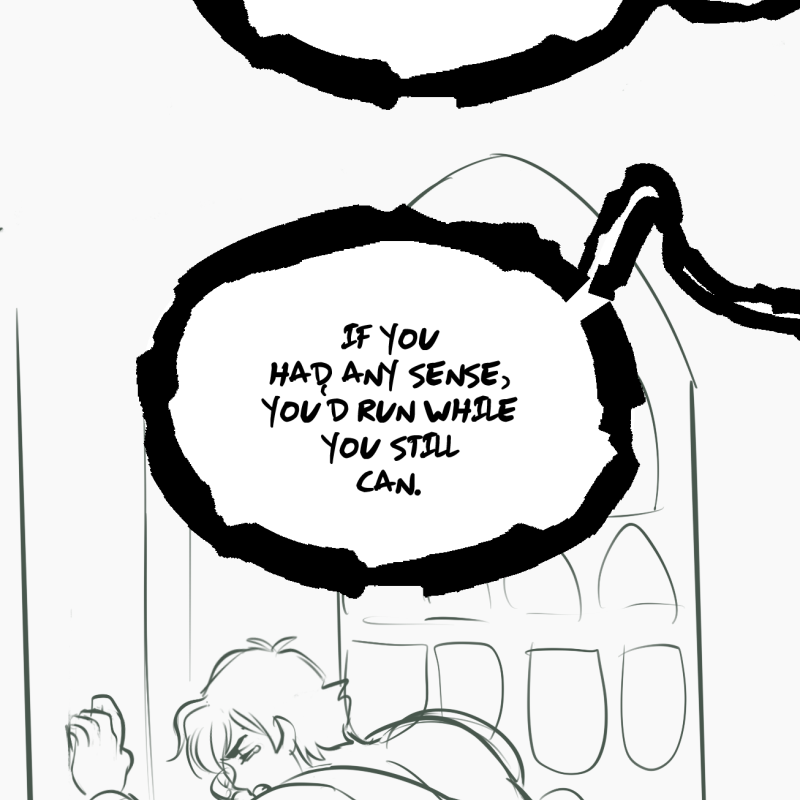 IF YOU
HAD ANY SENSE,
YOU'D RUN WHILE
YOU STILL
CAN.